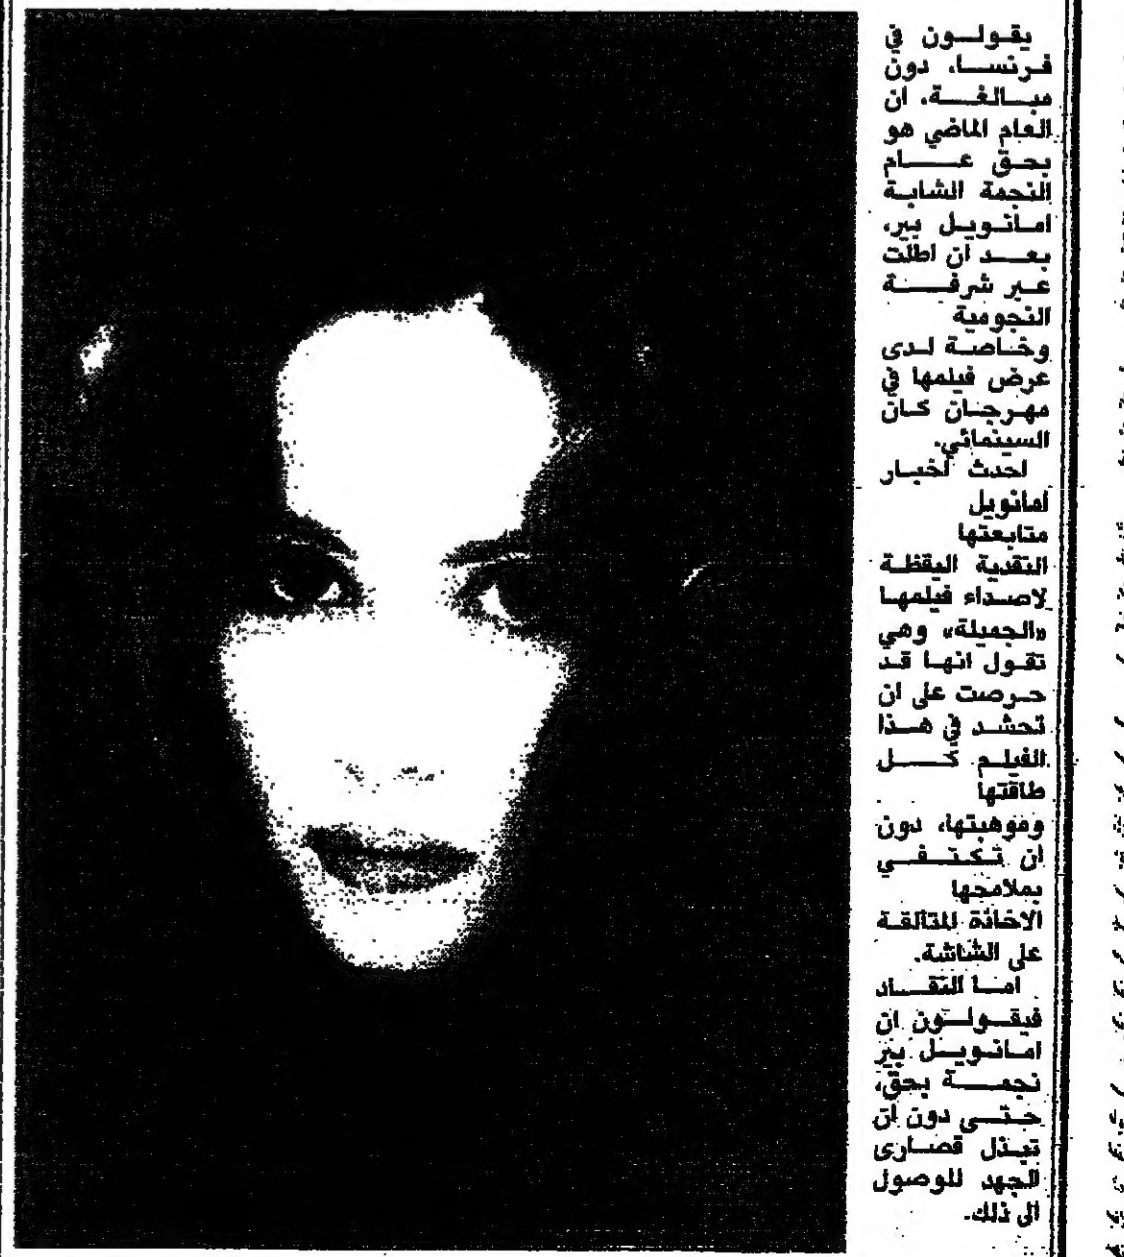 يقولون في
فرنسا، دون
مبالغة، ان
العام الماضي هو
بحق عام
النجمة الشابة
امانويل بير،
بعد ان اطلت
عبر شرفة
النجومية
وخاصة لدى
عرض فيلمها في
مهرجان كان
السينمائي.
احدث اخبار
امانويل
متابعتها
النقدية اليقظة
لاصداء فيلمها
«الجميلة» وهي
تقول انها قد
حرصت على ان
تحشد في هذا
الفيلم كل
طاقتها
وموهبتها، دون
ان تكتفي
بملامحها
الاخاذة المتالقة
على الشاشة.
اما النقاد
فيقولون ان
امانويل بير
نجمة بحق،
حتى دون ان
تبذل قصارى
الجهد للوصول
الى ذلك.